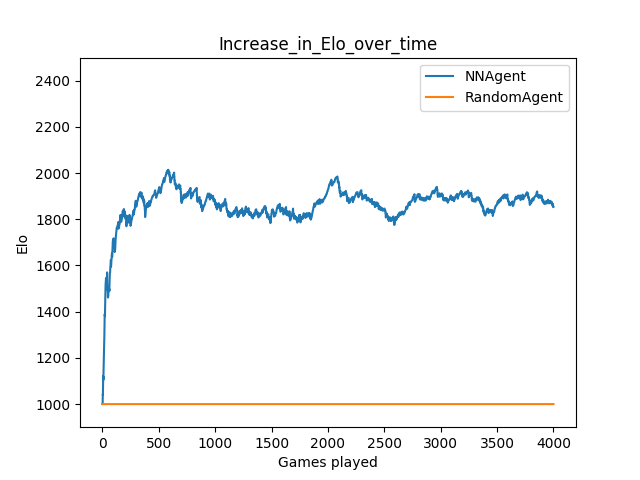 Increase_in_Elo_over_time
NNAgent
RandomAgent
Elo
2400
2200
2000
1800
1600
1400
1200
1000
0 500 1000 1500 2000 2500 3000 3500 4000
Games played